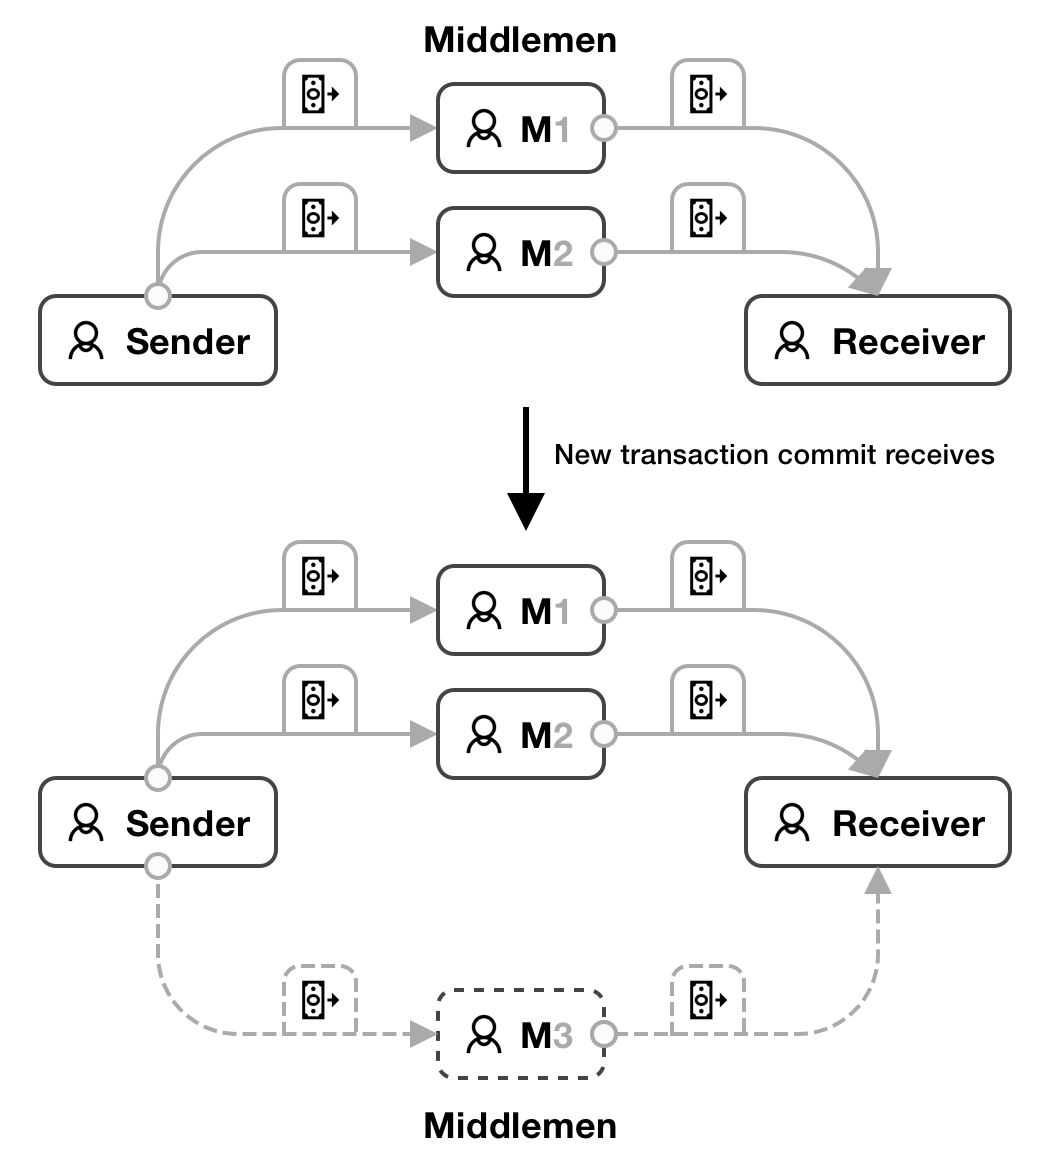 Middlemen
M1
M2
Sender
Receiver
New transaction commit receives
M1
M2
Sender
Receiver
M3
Middlemen